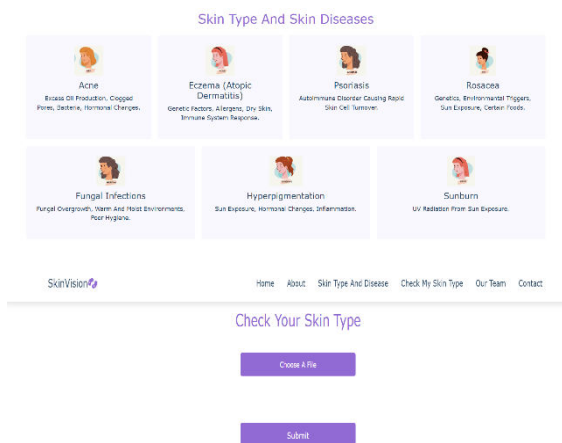 Skin Type And Skin Diseases
Acne
Excess Oil Production, Clogged
Pores, Bacteria, Hormonal Changes.
Eczema (Atopic
Dermatitis)
Genetic Factors, Allergens, Dry Skin,
Immune System Response.
Psoriasis
Autoimmune Disorder Causing Rapid
Skin Cell Turnover.
Rosacea
Genetics, Environmental Triggers,
Sun Exposure, Certain Foods.
Fungal Infections
Fungal Overgrowth, Warm And Moist Environments,
Poor Hygiene.
Hyperpigmentation
Sun Exposure, Hormonal Changes, Inflammation.
Sunburn
UV Radiation From Sun Exposure.
SkinVision
Home About Skin Type And Disease Check My Skin Type Our Team Contact
Check Your Skin Type
Choose A File
Submit